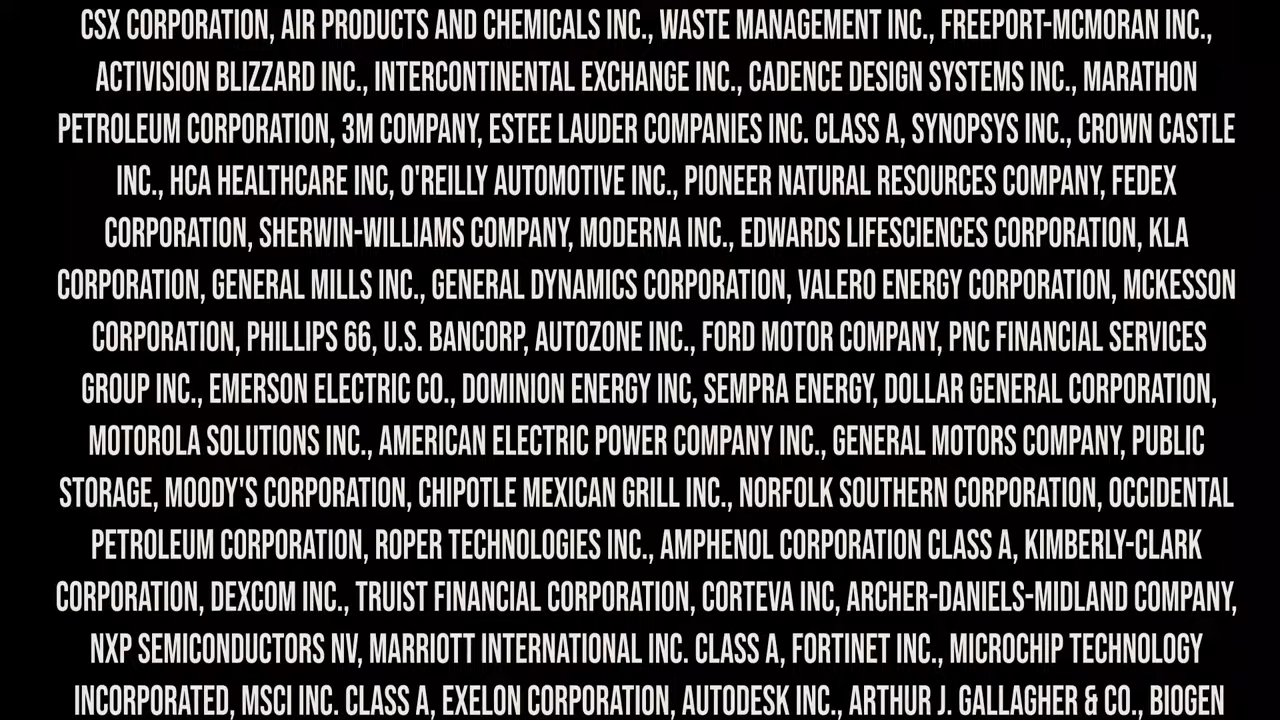 CSX CORPORATION, AIR PRODUCTS AND CHEMICALS INC., WASTE MANAGEMENT INC., FREEPORT-MCMORAN INC.,
ACTIVISION BLIZZARD INC., INTERCONTINENTAL EXCHANGE INC., CADENCE DESIGN SYSTEMS INC., MARATHON
PETROLEUM CORPORATION, 3M COMPANY, ESTEE LAUDER COMPANIES INC. CLASS A, SYNOPSYS INC., CROWN CASTLE
INC., HCA HEALTHCARE INC, O'REILLY AUTOMOTIVE INC., PIONEER NATURAL RESOURCES COMPANY, FEDEX
CORPORATION, SHERWIN-WILLIAMS COMPANY, MODERNA INC., EDWARDS LIFESCIENCES CORPORATION, KLA
CORPORATION, GENERAL MILLS INC., GENERAL DYNAMICS CORPORATION, VALERO ENERGY CORPORATION, MCKESSON
CORPORATION, PHILLIPS 66, U.S. BANCORP, AUTOZONE INC., FORD MOTOR COMPANY, PNC FINANCIAL SERVICES
GROUP INC., EMERSON ELECTRIC CO., DOMINION ENERGY INC, SEMPRA ENERGY, DOLLAR GENERAL CORPORATION,
MOTOROLA SOLUTIONS INC., AMERICAN ELECTRIC POWER COMPANY INC., GENERAL MOTORS COMPANY, PUBLIC
STORAGE, MOODY'S CORPORATION, CHIPOTLE MEXICAN GRILL INC., NORFOLK SOUTHERN CORPORATION, OCCIDENTAL
PETROLEUM CORPORATION, ROPER TECHNOLOGIES INC., AMPHENOL CORPORATION CLASS A, KIMBERLY-CLARK
CORPORATION, DEXCOM INC., TRUIST FINANCIAL CORPORATION, CORTEVA INC, ARCHER-DANIELS-MIDLAND COMPANY,
NXP SEMICONDUCTORS NV, MARRIOTT INTERNATIONAL INC. CLASS A, FORTINET INC., MICROCHIP TECHNOLOGY
INCORPORATED, MSCI INC. CLASS A, EXELON CORPORATION, AUTODESK INC., ARTHUR J. GALLAGHER & CO., BIOGEN